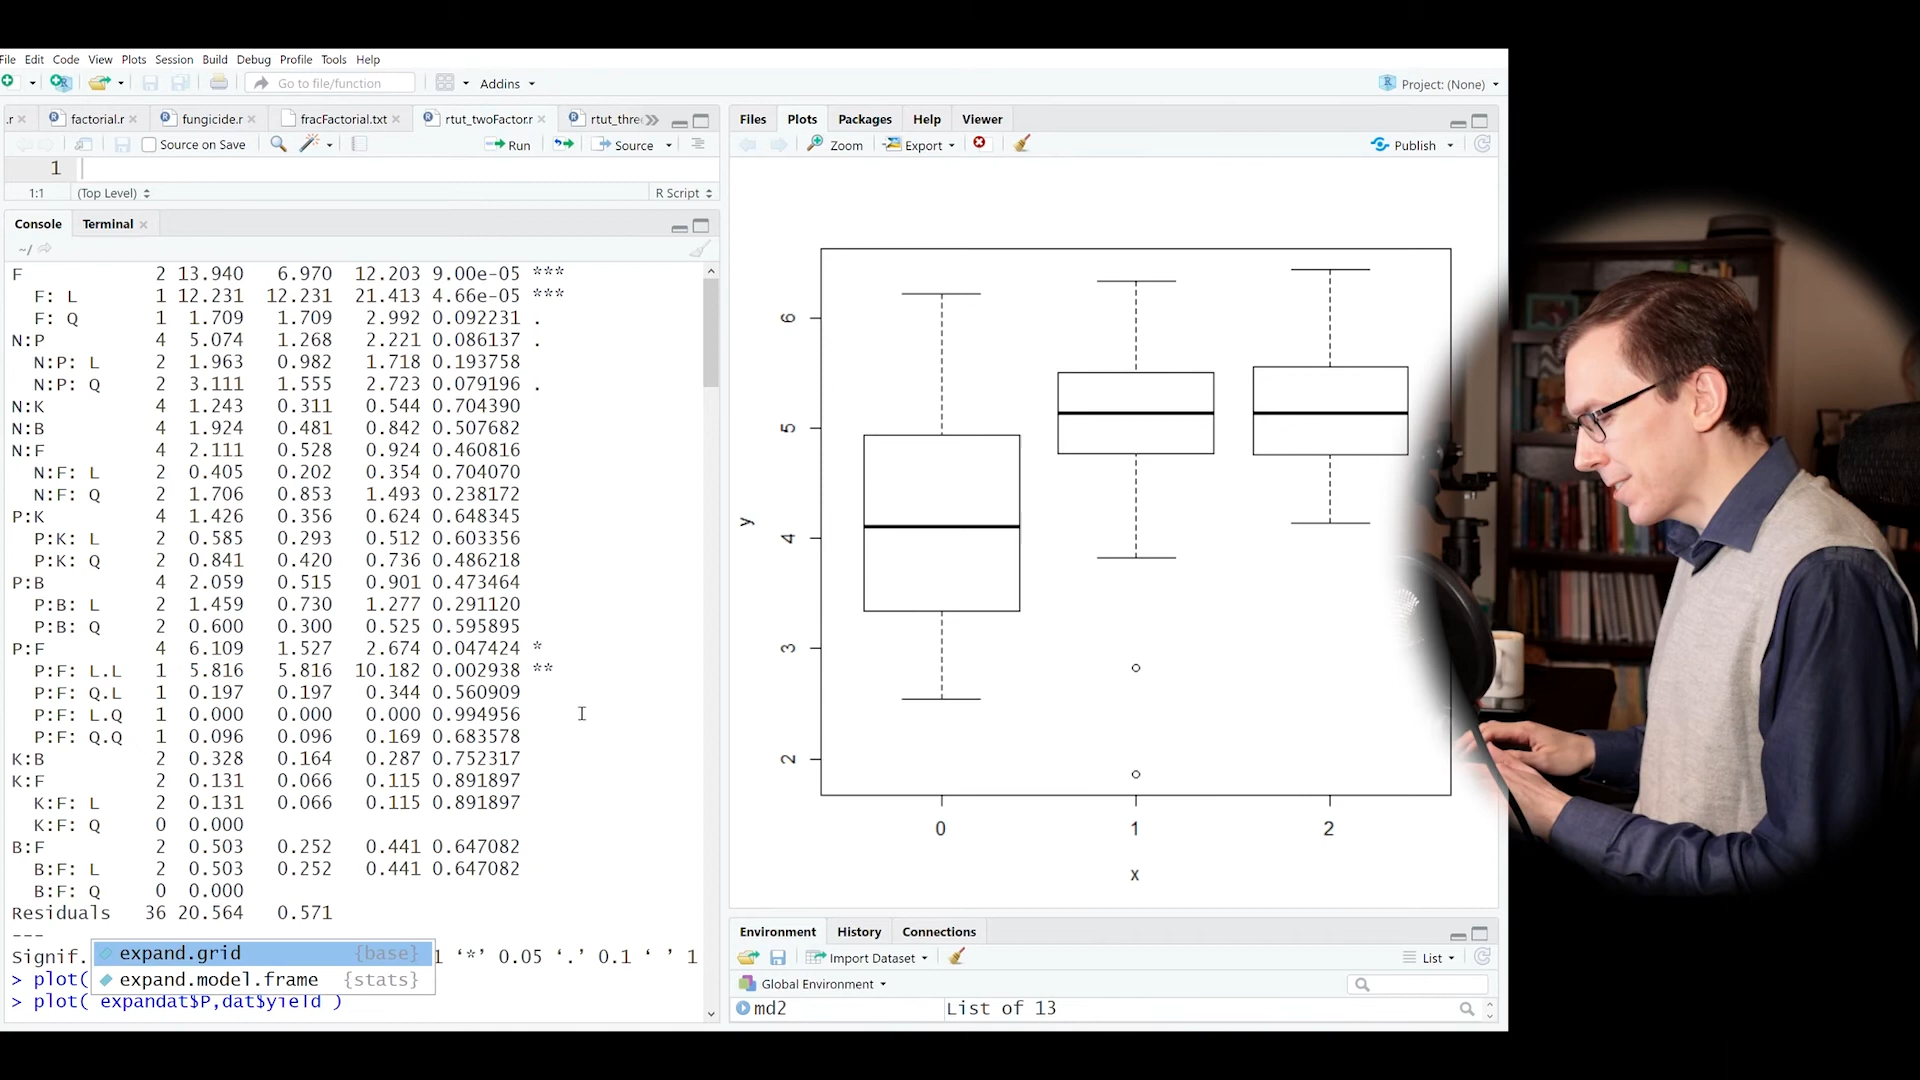 File Edit Code View Plots Session Build Debug Profile Tools Help
Go to file/function
Addins
Project: (None)
.r
factorial.r
fungicide.r
fracFactorial.txt
rtut_twoFactor.r
rtut_thre
Source on Save
Run
Source
1
1:1
(Top Level)
R Script
Console
Terminal
~/
F 2 13.940 6.970 12.203 9.00e-05 ***
F: L 1 12.231 12.231 21.413 4.66e-05 ***
F: Q 1 1.709 1.709 2.992 0.092231 .
N:P 4 5.074 1.268 2.221 0.086137 .
N:P: L 2 1.963 0.982 1.718 0.193758
N:P: Q 2 3.111 1.555 2.723 0.079196 .
N:K 4 1.243 0.311 0.544 0.704390
N:B 4 1.924 0.481 0.842 0.507682
N:F 4 2.111 0.528 0.924 0.460816
N:F: L 2 0.405 0.202 0.354 0.704070
N:F: Q 2 1.706 0.853 1.493 0.238172
P:K 4 1.426 0.356 0.624 0.648345
P:K: L 2 0.585 0.293 0.512 0.603356
P:K: Q 2 0.841 0.420 0.736 0.486218
P:B 4 2.059 0.515 0.901 0.473464
P:B: L 2 1.459 0.730 1.277 0.291120
P:B: Q 2 0.600 0.300 0.525 0.595895
P:F 4 6.109 1.527 2.674 0.047424 *
P:F: L.L 1 5.816 5.816 10.182 0.002938 **
P:F: Q.L 1 0.197 0.197 0.344 0.560909
P:F: L.Q 1 0.000 0.000 0.000 0.994956
P:F: Q.Q 1 0.096 0.096 0.169 0.683578
K:B 2 0.328 0.164 0.287 0.752317
K:F 2 0.131 0.066 0.115 0.891897
K:F: L 2 0.131 0.066 0.115 0.891897
K:F: Q 0 0.000
B:F 2 0.503 0.252 0.441 0.647082
B:F: L 2 0.503 0.252 0.441 0.647082
B:F: Q 0 0.000
Residuals 36 20.564 0.571
---
Signif. 1 ‘*’ 0.05 ‘.’ 0.1 ‘ ’ 1
expand.grid {base}
expand.model.frame {stats}
> plot(
> plot( expandat$P,dat$yield )
Files
Plots
Packages
Help
Viewer
Zoom
Export
Publish
6
5
4
3
2
y
0
1
2
x
Environment
History
Connections
Import Dataset
List
Global Environment
md2
List of 13